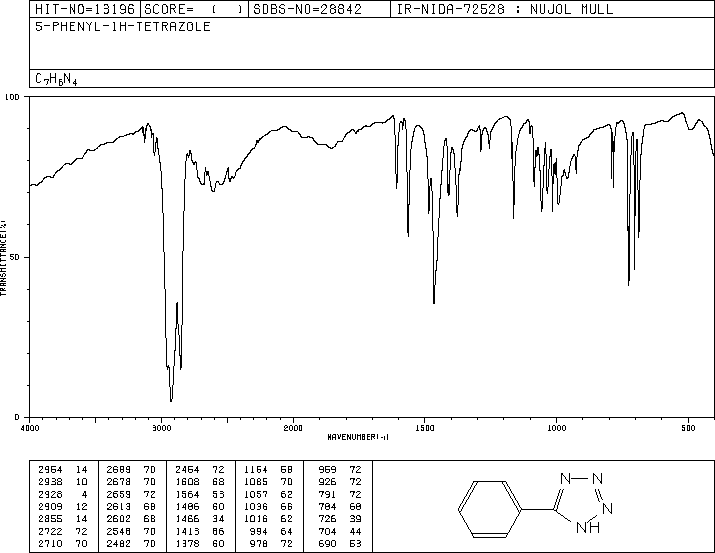 HIT-NO=13196 SCORE= ( ) SDBS-NO=28842 IR-NIDA-72528 : NUJOL MULL
5-PHENYL-1H-TETRAZOLE
C7H6N4
100
50
0
TRANSMITTANCE(%)
4000 3000 2000 1500 1000 500
WAVENUMBER(-1)
2954 14 2689 70 2464 72 1164 68 969 72
2938 10 2678 70 1608 68 1085 70 926 72
2928 4 2659 72 1564 53 1057 62 791 72
2909 12 2613 68 1486 60 1036 66 784 68
2855 14 2602 68 1466 34 1016 62 726 39
2722 72 2548 70 1413 66 994 64 704 44
2710 70 2482 70 1378 60 978 72 690 53
N N
N
NH